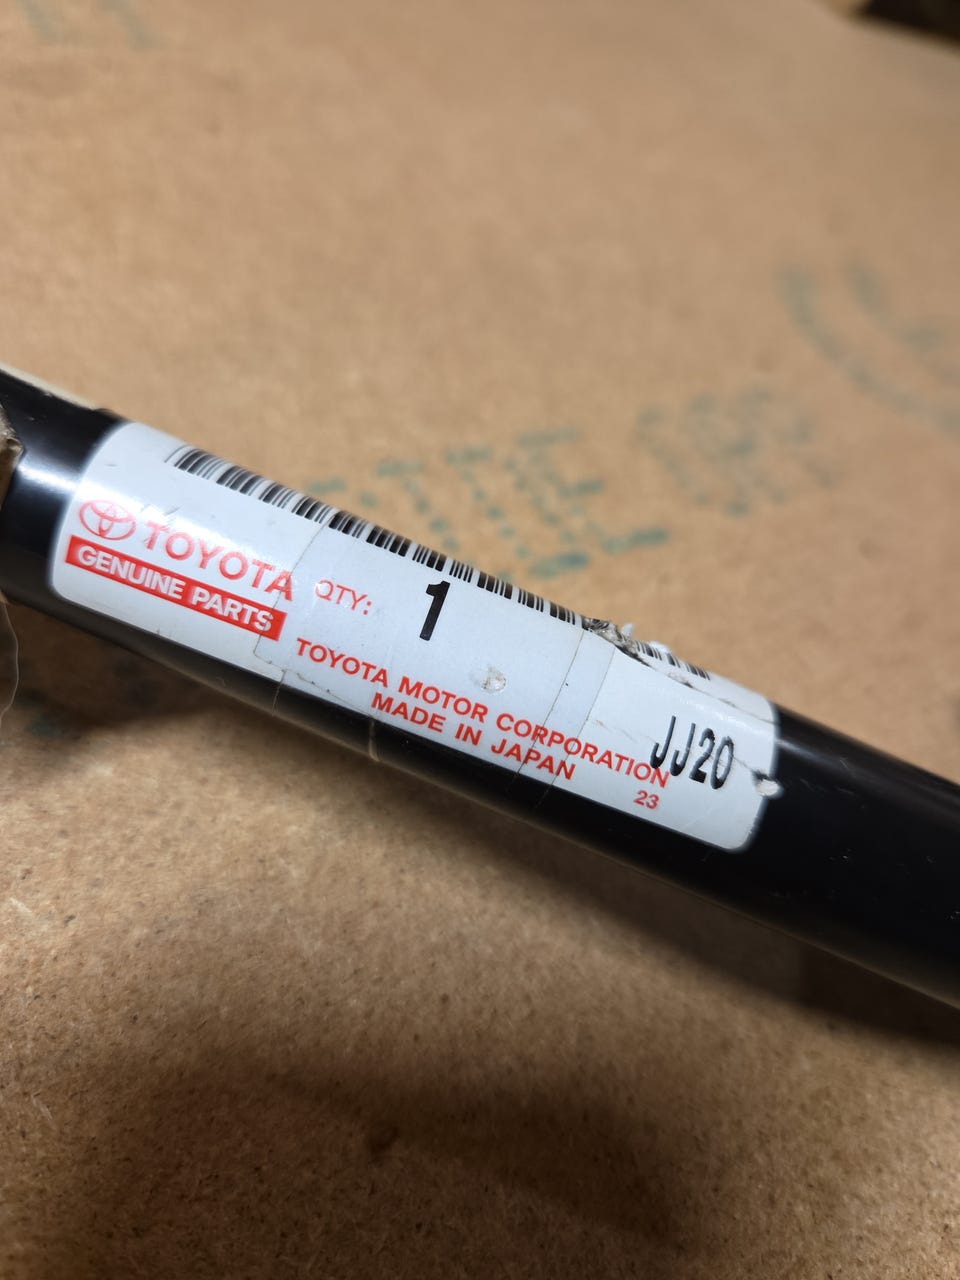 TOYOTA
GENUINE PARTS
QTY: 1
TOYOTA MOTOR CORPORATION
MADE IN JAPAN
JJ20
23